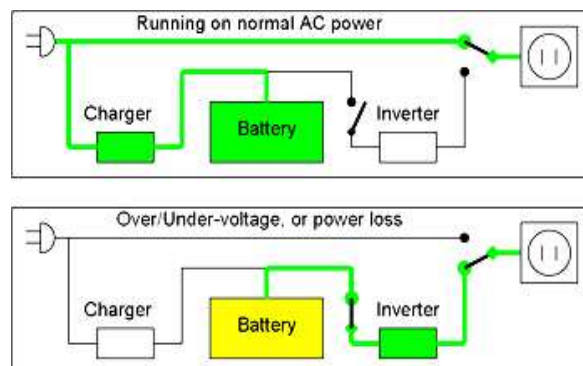 Running on normal AC power
Charger
Battery
Inverter
Over/Under-voltage, or power loss
Charger
Battery
Inverter